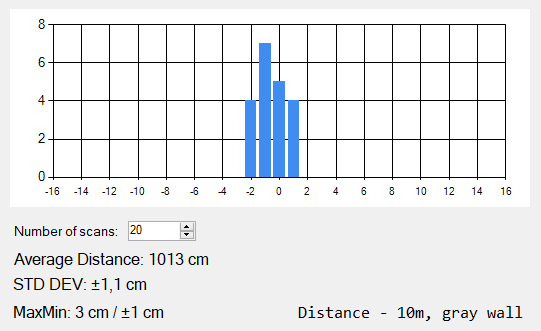 8
6
4
2
0
-16 -14 -12 -10 -8 -6 -4 -2 0 2 4 6 8 10 12 14 16
Number of scans: 20
Average Distance: 1013 cm
STD DEV: ±1,1 cm
MaxMin: 3 cm / ±1 cm
Distance - 10m, gray wall